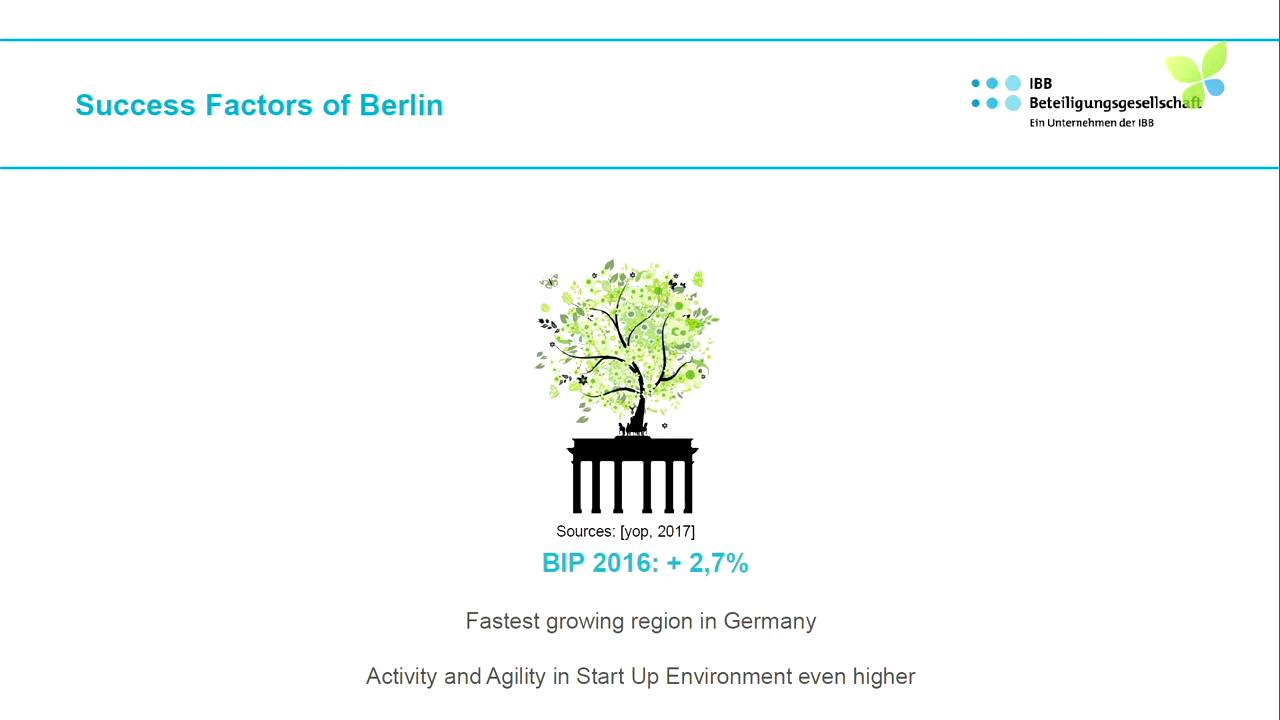 Success Factors of Berlin
IBB
Beteiligungsgesellschaft
Ein Unternehmen der IBB
Sources: [yop, 2017]
BIP 2016: + 2,7%
Fastest growing region in Germany
Activity and Agility in Start Up Environment even higher